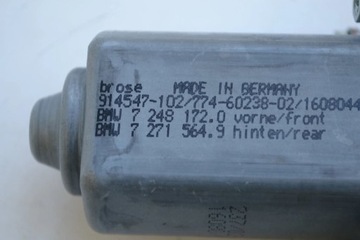 brose MADE IN GERMANY
914547-102/774-60238-02/1608044
BMW 7 248 172.0 vorne/front
BMW 7 271 564.9 hinten/rear